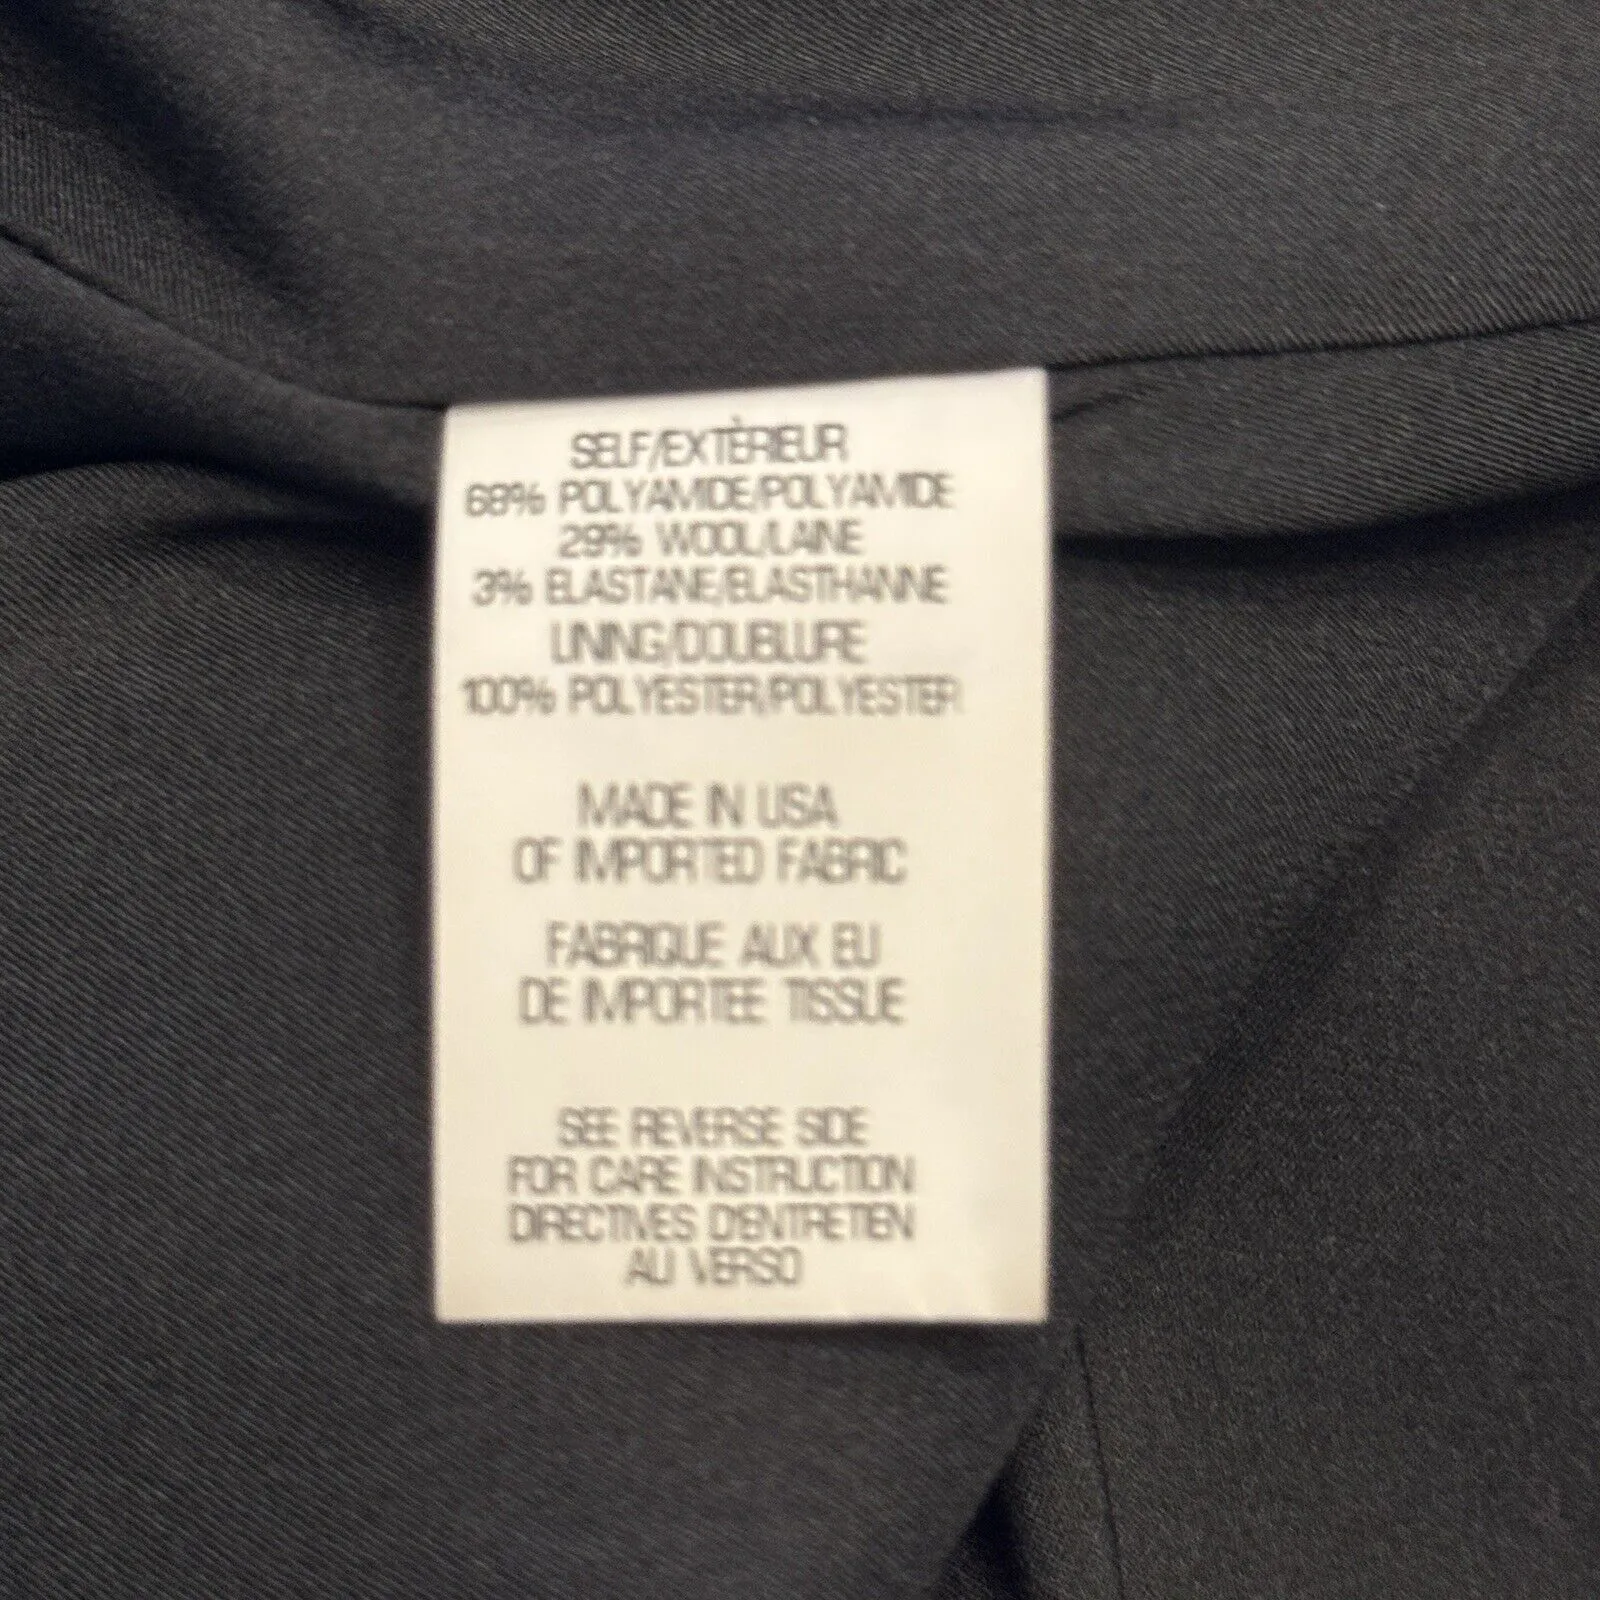 SELF/EXTÈRIEUR
68% POLYAMIDE/POLYAMIDE
29% WOOL/LAINE
3% ELASTANE/ELASTHANNE
LINING/DOUBLURE
100% POLYESTER/POLYESTER
MADE IN USA
OF IMPORTED FABRIC
FABRIQUE AUX EU
DE IMPORTEE TISSUE
SEE REVERSE SIDE
FOR CARE INSTRUCTION
DIRECTIVES D'ENTRETIEN
AU VERSO